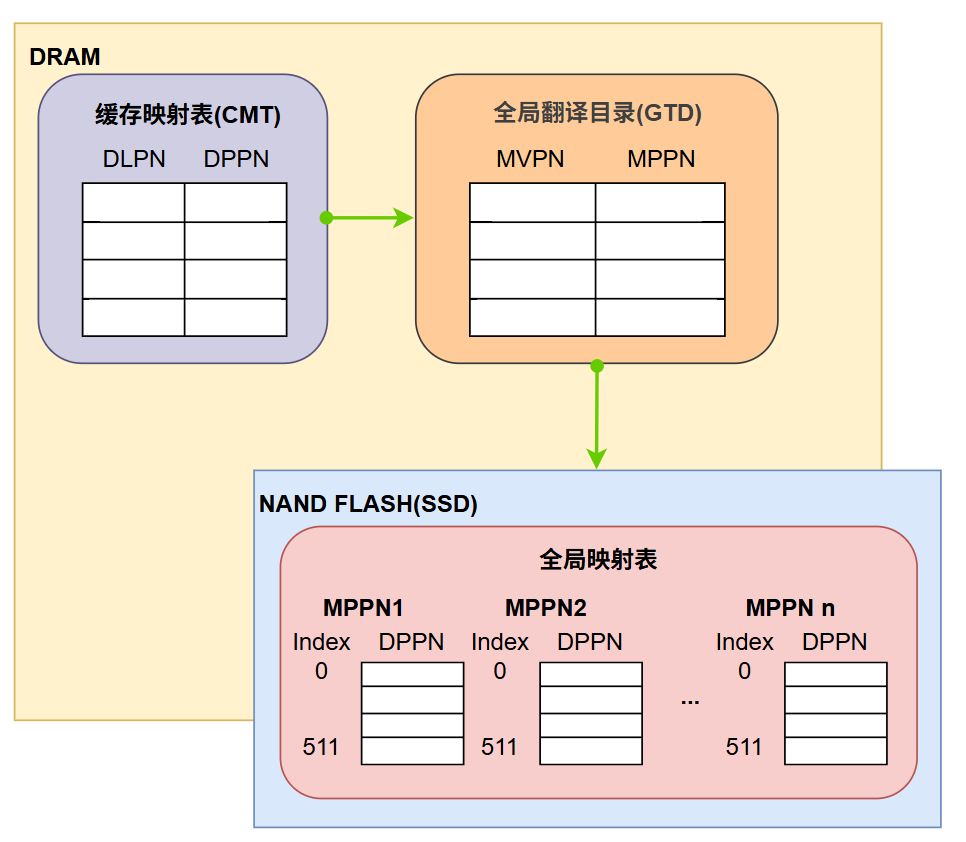 DRAM
缓存映射表(CMT)
DLPN DPPN
全局翻译目录(GTD)
MVPN MPPN
NAND FLASH(SSD)
全局映射表
MPPN1 MPPN2 MPPN n
Index DPPN Index DPPN Index DPPN
0 0 0
...
511 511 511